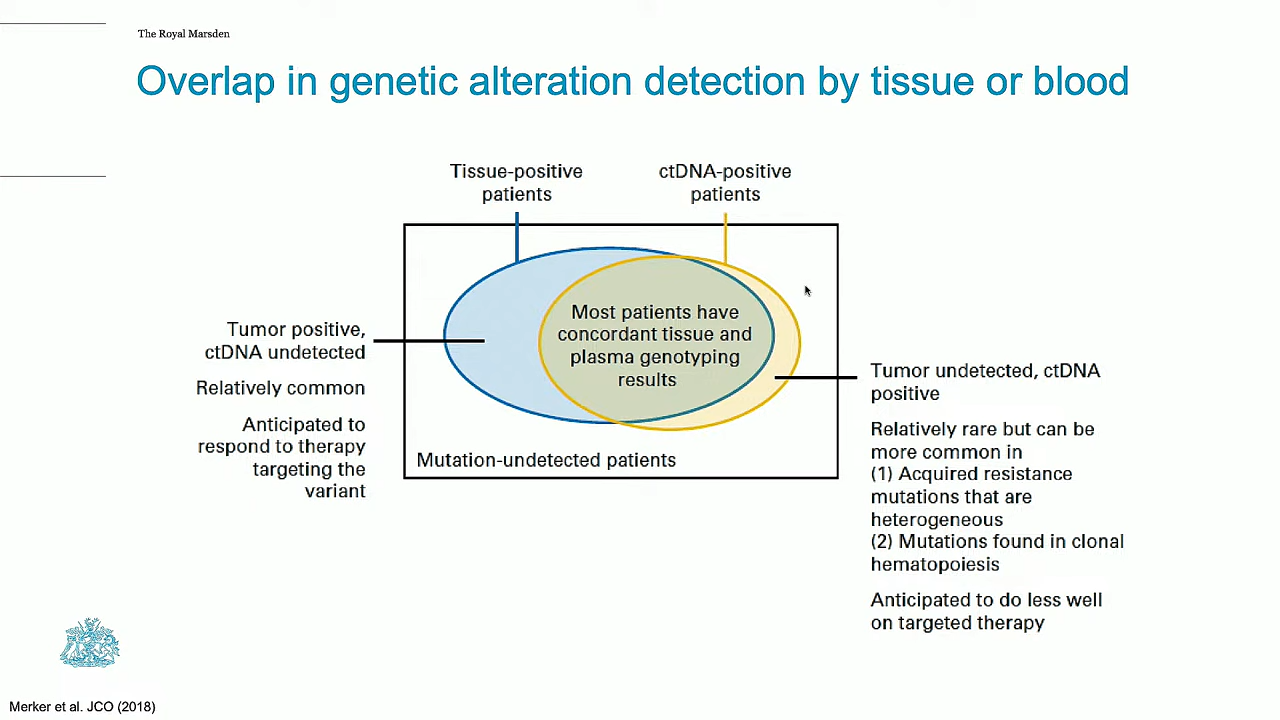 The Royal Marsden
Overlap in genetic alteration detection by tissue or blood
Tissue-positive
patients
ctDNA-positive
patients
Most patients have
concordant tissue and
plasma genotyping
results
Mutation-undetected patients
Tumor positive,
ctDNA undetected
Relatively common
Anticipated to
respond to therapy
targeting the
variant
Tumor undetected, ctDNA
positive
Relatively rare but can be
more common in
(1) Acquired resistance
mutations that are
heterogeneous
(2) Mutations found in clonal
hematopoiesis
Anticipated to do less well
on targeted therapy
Merker et al. JCO (2018)